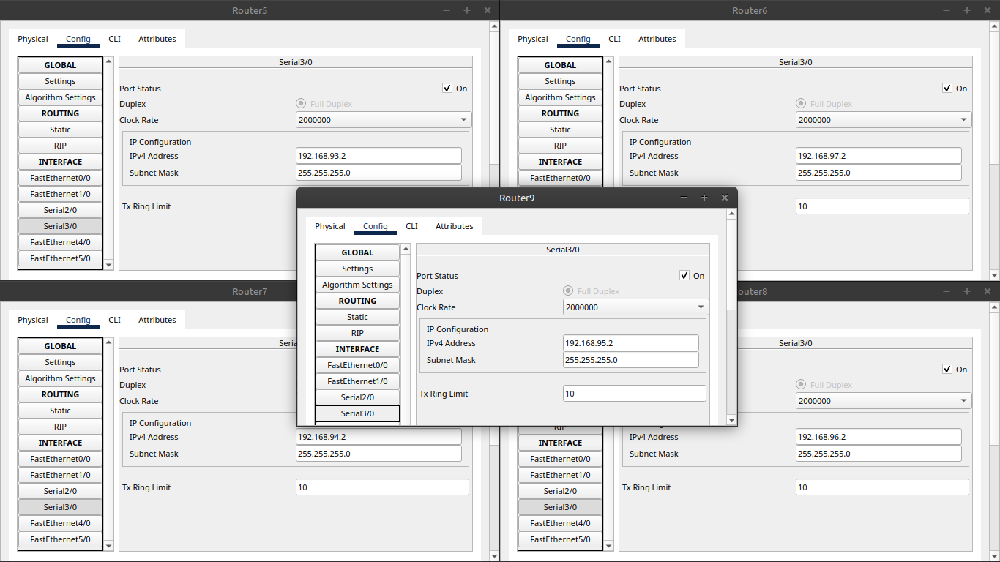 Router5
Physical Config CLI Attributes
GLOBAL
Settings
Algorithm Settings
ROUTING
Static
RIP
INTERFACE
FastEthernet0/0
FastEthernet1/0
Serial2/0
Serial3/0
FastEthernet4/0
FastEthernet5/0
Serial3/0
Port Status On
Duplex Full Duplex
Clock Rate 2000000
IP Configuration
IPv4 Address 192.168.93.2
Subnet Mask 255.255.255.0
Tx Ring Limit
Router6
Physical Config CLI Attributes
GLOBAL
Settings
Algorithm Settings
ROUTING
Static
RIP
INTERFACE
FastEthernet0/0
Serial3/0
Port Status On
Duplex Full Duplex
Clock Rate 2000000
IP Configuration
IPv4 Address 192.168.97.2
Subnet Mask 255.255.255.0
10
Router9
Physical Config CLI Attributes
GLOBAL
Settings
Algorithm Settings
ROUTING
Static
RIP
INTERFACE
FastEthernet0/0
FastEthernet1/0
Serial2/0
Serial3/0
Serial3/0
Port Status On
Duplex Full Duplex
Clock Rate 2000000
IP Configuration
IPv4 Address 192.168.95.2
Subnet Mask 255.255.255.0
Tx Ring Limit 10
Router7
Physical Config CLI Attributes
GLOBAL
Settings
Algorithm Settings
ROUTING
Static
RIP
INTERFACE
FastEthernet0/0
FastEthernet1/0
Serial2/0
Serial3/0
FastEthernet4/0
FastEthernet5/0
Seria
Port Status
Duplex
Clock Rate
IP Configuration
IPv4 Address 192.168.94.2
Subnet Mask 255.255.255.0
Tx Ring Limit 10
outer8
RIP
INTERFACE
FastEthernet0/0
FastEthernet1/0
Serial2/0
Serial3/0
FastEthernet4/0
FastEthernet5/0
Serial3/0
On
Full Duplex
2000000
IPv4 Address 192.168.96.2
Subnet Mask 255.255.255.0
Tx Ring Limit 10